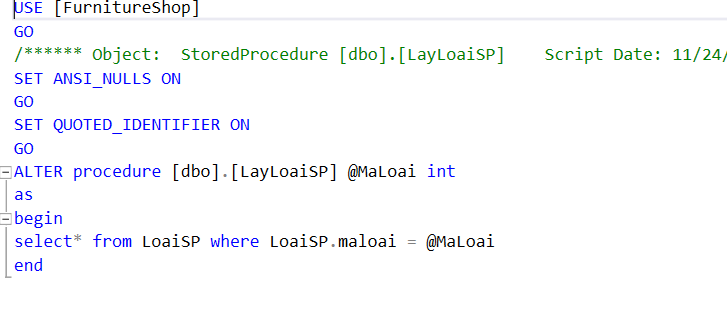 USE [FurnitureShop]
GO
/****** Object:  StoredProcedure [dbo].[LayLoaiSP]    Script Date: 11/24/
SET ANSI_NULLS ON
GO
SET QUOTED_IDENTIFIER ON
GO
ALTER procedure [dbo].[LayLoaiSP] @MaLoai int
as
begin
select* from LoaiSP where LoaiSP.maloai = @MaLoai
end